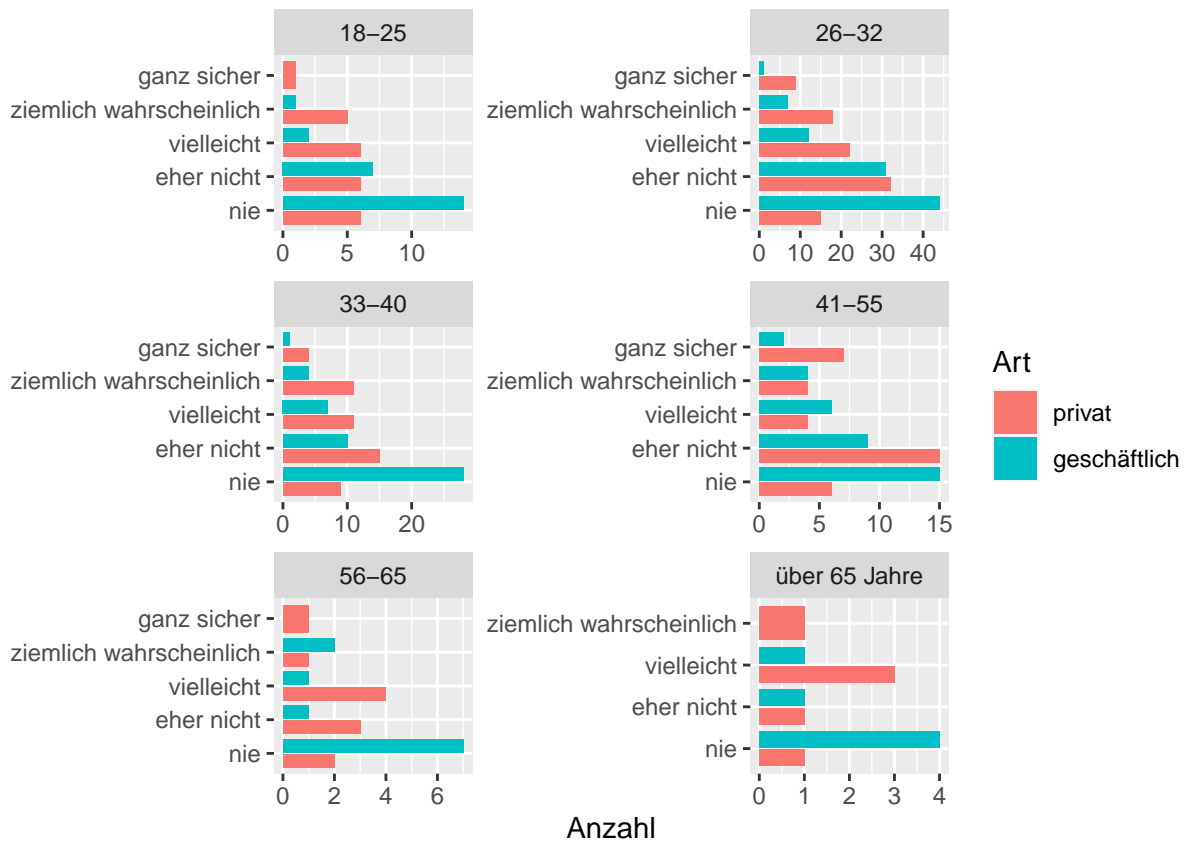 18−25
ganz sicher
ziemlich wahrscheinlich
vielleicht
eher nicht
nie
0 5 10
26−32
ganz sicher
ziemlich wahrscheinlich
vielleicht
eher nicht
nie
0 10 20 30 40
33−40
ganz sicher
ziemlich wahrscheinlich
vielleicht
eher nicht
nie
0 10 20
41−55
ganz sicher
ziemlich wahrscheinlich
vielleicht
eher nicht
nie
0 5 10 15
56−65
ganz sicher
ziemlich wahrscheinlich
vielleicht
eher nicht
nie
0 2 4 6
über 65 Jahre
ziemlich wahrscheinlich
vielleicht
eher nicht
nie
0 1 2 3 4
Anzahl
Art
privat
geschäftlich